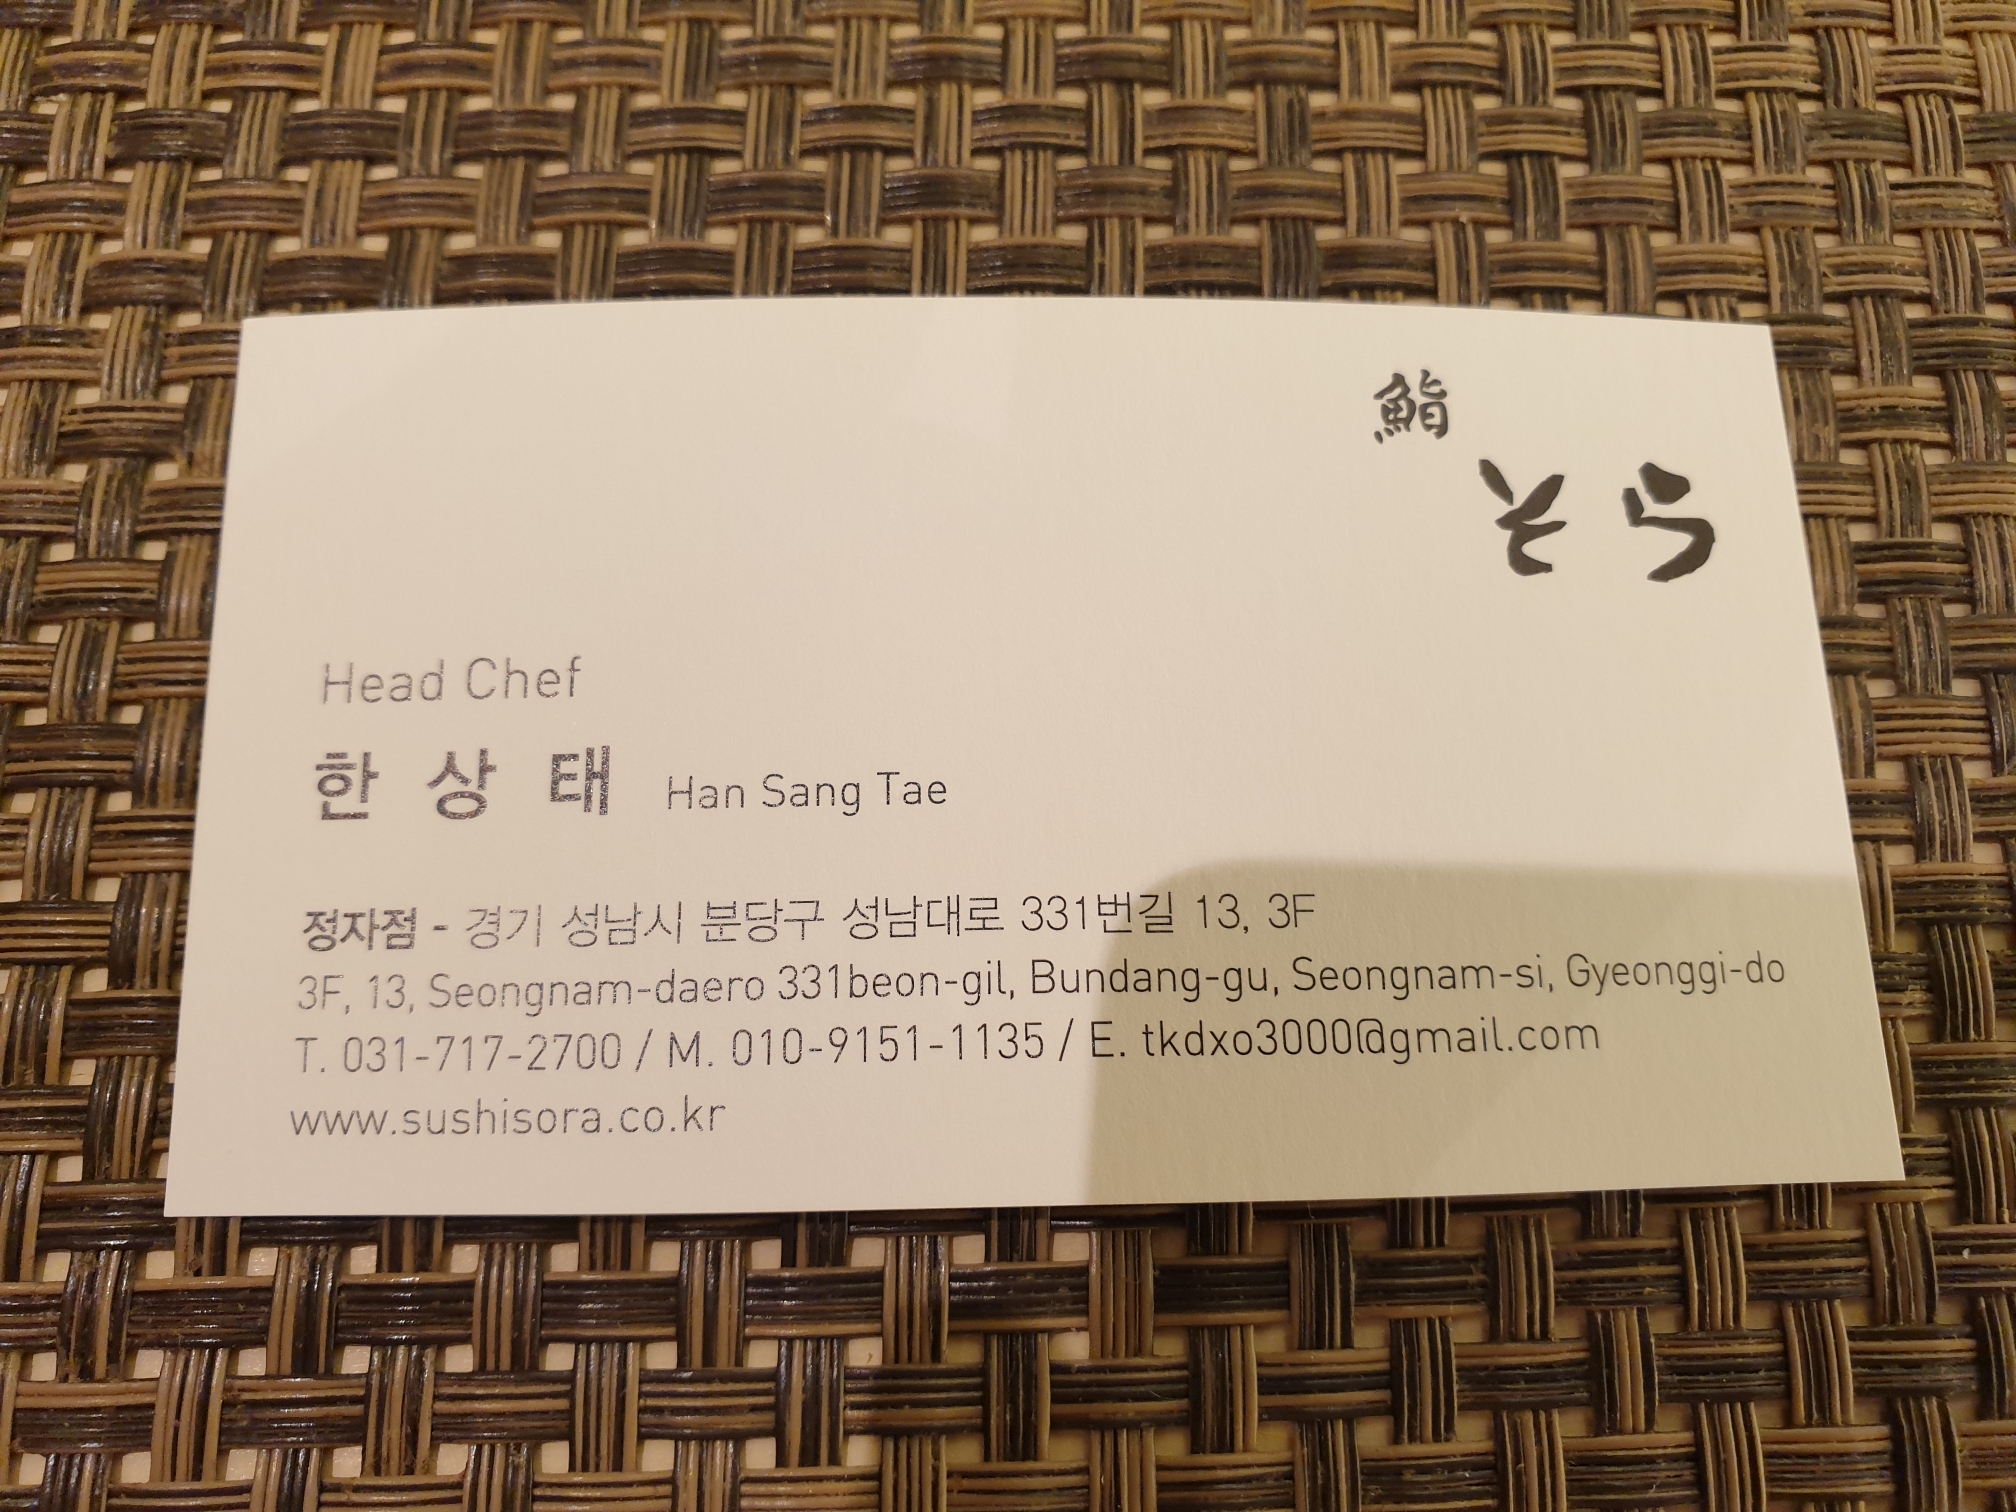 鮨
そら
Head Chef
한 상 태 Han Sang Tae
정자점 - 경기 성남시 분당구 성남대로 331번길 13, 3F
3F, 13, Seongnam-daero 331beon-gil, Bundang-gu, Seongnam-si, Gyeonggi-do
T. 031-717-2700 / M. 010-9151-1135 / E. tkdxo3000@gmail.com
www.sushisora.co.kr